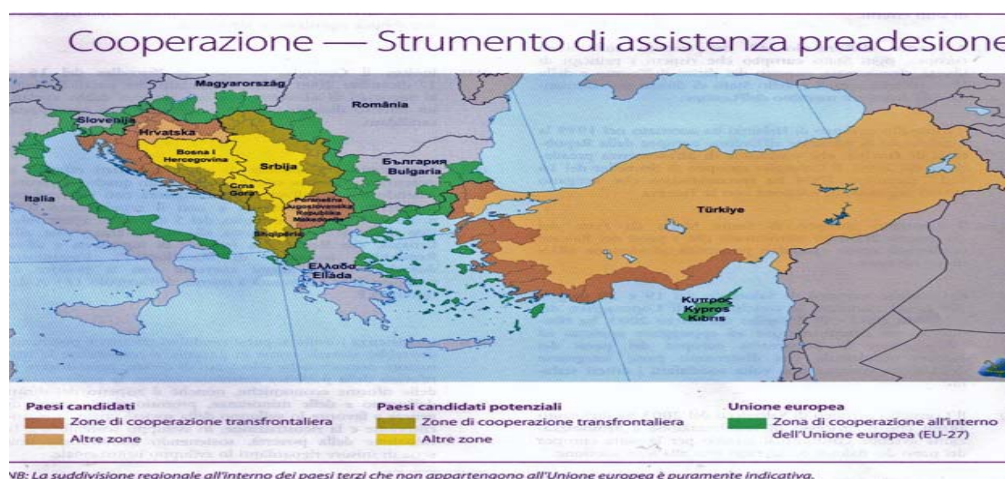 Cooperazione — Strumento di assistenza preadesione
Magyarország
România
Slovenija
Hrvatska
Bosna i
Hercegovina
Srbija
България
Bulgaria
Crna
Gora
Italia
Jugoslovenska
Republika
Shqipëria
Türkiye
Ελλάδα
Elláda
Κύπρος
Kypros
Kıbrıs
Paesi candidati
Zone di cooperazione transfrontaliera
Altre zone
Paesi candidati potenziali
Zone di cooperazione transfrontaliera
Altre zone
Unione europea
Zona di cooperazione all'interno
dell'Unione europea (EU-27)
NB: La suddivisione regionale all'interno dei paesi terzi che non appartengono all'Unione europea è puramente indicativa.